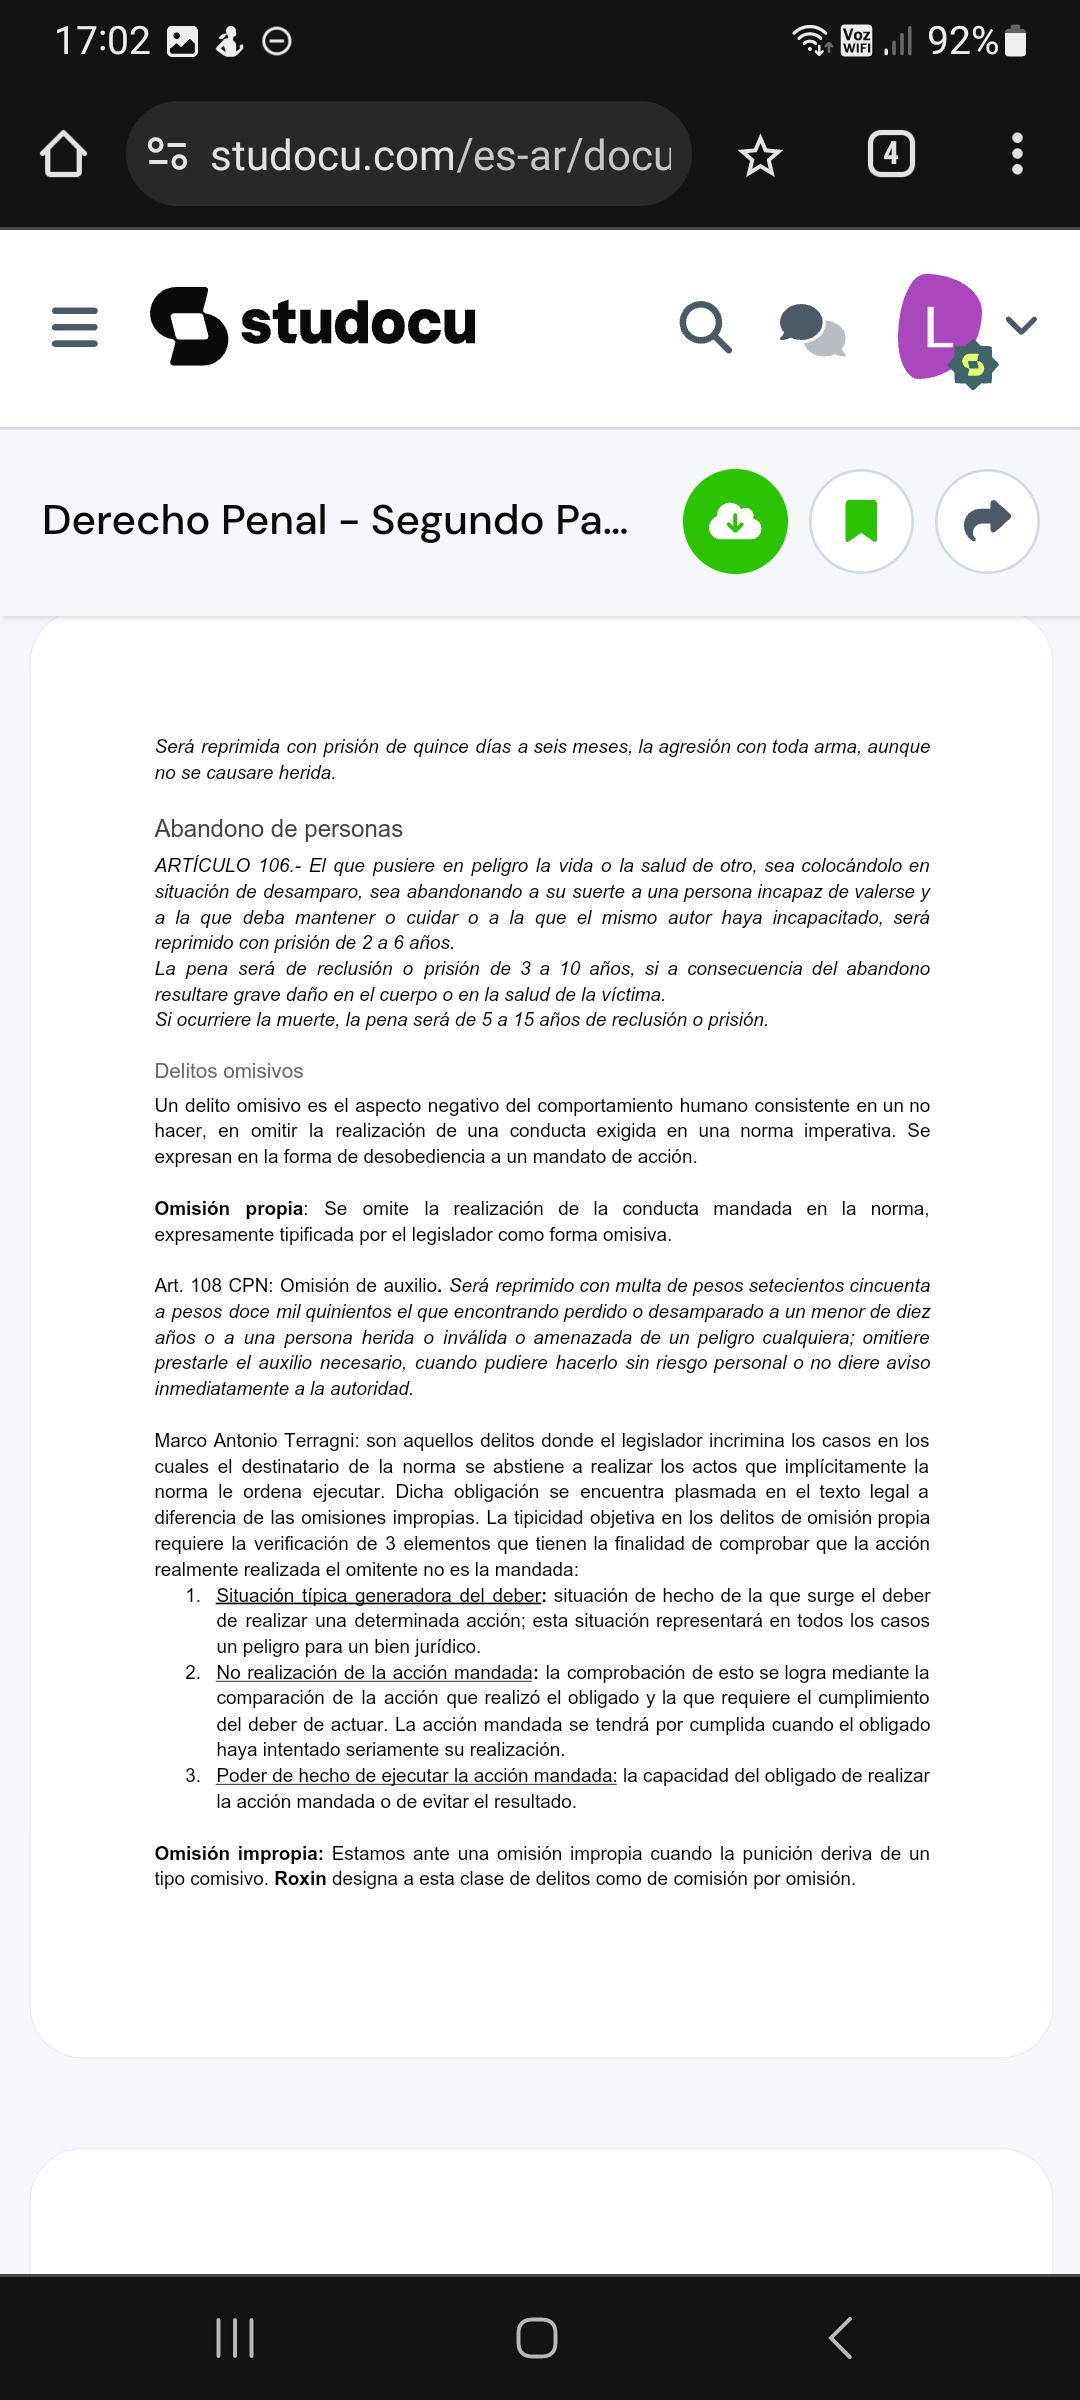 17:02
Voz
WIFI
92%
studocu.com/es-ar/docu
4
studocu
L
Derecho Penal - Segundo Pa...
Será reprimida con prisión de quince días a seis meses, la agresión con toda arma, aunque
no se causare herida.
Abandono de personas
ARTÍCULO 106.- El que pusiere en peligro la vida o la salud de otro, sea colocándolo en
situación de desamparo, sea abandonando a su suerte a una persona incapaz de valerse y
a la que deba mantener o cuidar o a la que el mismo autor haya incapacitado, será
reprimido con prisión de 2 a 6 años.
La pena será de reclusión o prisión de 3 a 10 años, si a consecuencia del abandono
resultare grave daño en el cuerpo o en la salud de la víctima.
Si ocurriere la muerte, la pena será de 5 a 15 años de reclusión o prisión.
Delitos omisivos
Un delito omisivo es el aspecto negativo del comportamiento humano consistente en un no
hacer, en omitir la realización de una conducta exigida en una norma imperativa. Se
expresan en la forma de desobediencia a un mandato de acción.
Omisión propia: Se omite la realización de la conducta mandada en la norma,
expresamente tipificada por el legislador como forma omisiva.
Art. 108 CPN: Omisión de auxilio. Será reprimido con multa de pesos setecientos cincuenta
a pesos doce mil quinientos el que encontrando perdido o desamparado a un menor de diez
años o a una persona herida o inválida o amenazada de un peligro cualquiera; omitiere
prestarle el auxilio necesario, cuando pudiere hacerlo sin riesgo personal o no diere aviso
inmediatamente a la autoridad.
Marco Antonio Terragni: son aquellos delitos donde el legislador incrimina los casos en los
cuales el destinatario de la norma se abstiene a realizar los actos que implícitamente la
norma le ordena ejecutar. Dicha obligación se encuentra plasmada en el texto legal a
diferencia de las omisiones impropias. La tipicidad objetiva en los delitos de omisión propia
requiere la verificación de 3 elementos que tienen la finalidad de comprobar que la acción
realmente realizada el omitente no es la mandada:
1. Situación típica generadora del deber: situación de hecho de la que surge el deber
de realizar una determinada acción; esta situación representará en todos los casos
un peligro para un bien jurídico.
2. No realización de la acción mandada: la comprobación de esto se logra mediante la
comparación de la acción que realizó el obligado y la que requiere el cumplimiento
del deber de actuar. La acción mandada se tendrá por cumplida cuando el obligado
haya intentado seriamente su realización.
3. Poder de hecho de ejecutar la acción mandada: la capacidad del obligado de realizar
la acción mandada o de evitar el resultado.
Omisión impropia: Estamos ante una omisión impropia cuando la punición deriva de un
tipo comisivo. Roxin designa a esta clase de delitos como de comisión por omisión.